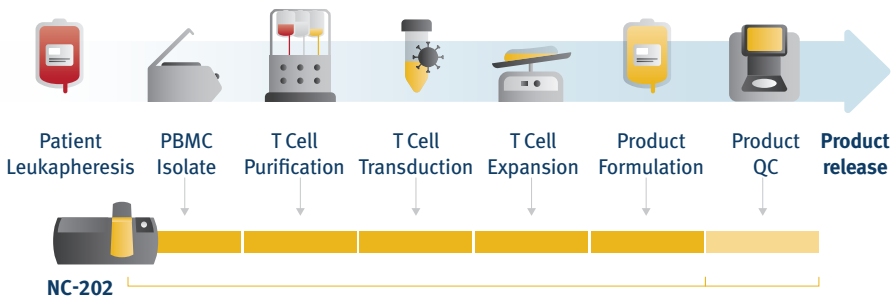 Patient
Leukapheresis
PBMC
Isolate
T Cell
Purification
T Cell
Transduction
T Cell
Expansion
Product
Formulation
Product
QC
Product
release
NC-202